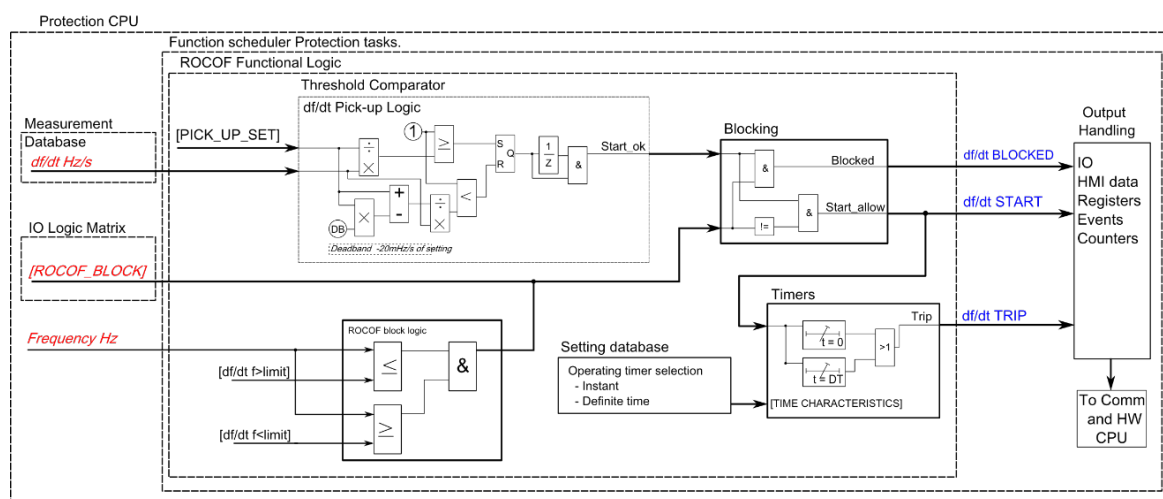 Protection CPU
Function scheduler Protection tasks.
ROCOF Functional Logic
Threshold Comparator
df/dt Pick-up Logic
Measurement
Database
df/dt Hz/s
[PICK_UP_SET]
1
÷
×
≥
S
R
Q
1
Z
&
Start_ok
+
-
÷
×
<
×
DB
Deadband -20mHz/s of setting
Blocking
&
Blocked
&
Start_allow
!=
df/dt BLOCKED
df/dt START
Output
Handling
IO
HMI data
Registers
Events
Counters
IO Logic Matrix
[ROCOF_BLOCK]
Frequency Hz
ROCOF block logic
≤
&
≥
[df/dt f>limit]
[df/dt f<limit]
Setting database
Operating timer selection
- Instant
- Definite time
Timers
t = 0
t = DT
>1
Trip
[TIME CHARACTERISTICS]
df/dt TRIP
To Comm
and HW
CPU